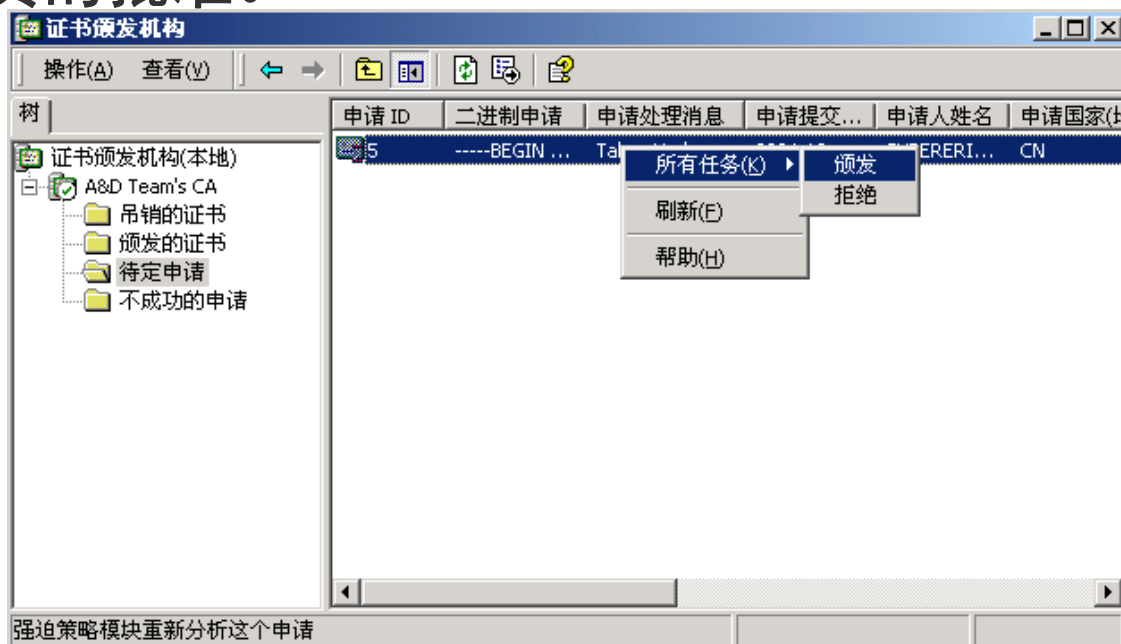 证书颁发机构
操作(A) 查看(V)
树
申请 ID 二进制申请 申请处理消息 申请提交... 申请人姓名 申请国家(地
证书颁发机构(本地)
A&D Team's CA
吊销的证书
颁发的证书
待定申请
不成功的申请
5 -----BEGIN ... CN
所有任务(K) 颁发
拒绝
刷新(F)
帮助(H)
强迫策略模块重新分析这个申请